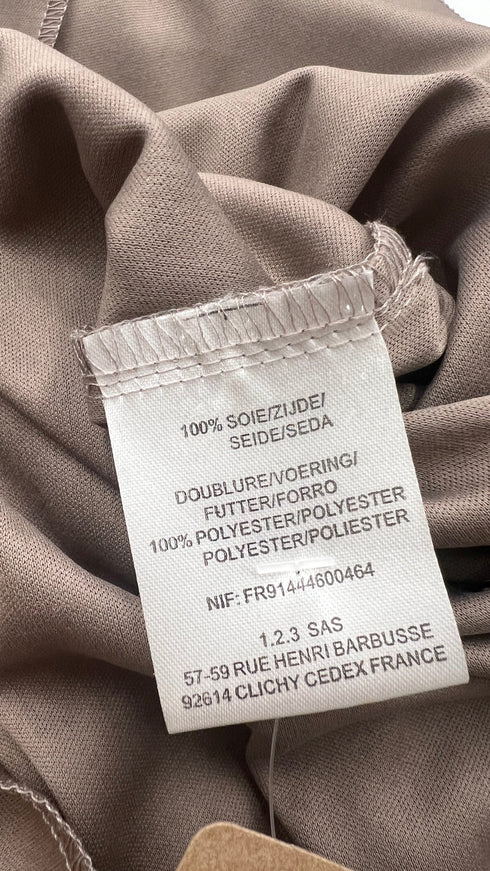 100% SOIE/ZIJDE/
SEIDE/SEDA
DOUBLURE/VOERING/
FUTTER/FORRO
100% POLYESTER/POLYESTER
POLYESTER/POLIESTER
NIF: FR91444600464
1.2.3 SAS
57-59 RUE HENRI BARBUSSE
92614 CLICHY CEDEX FRANCE